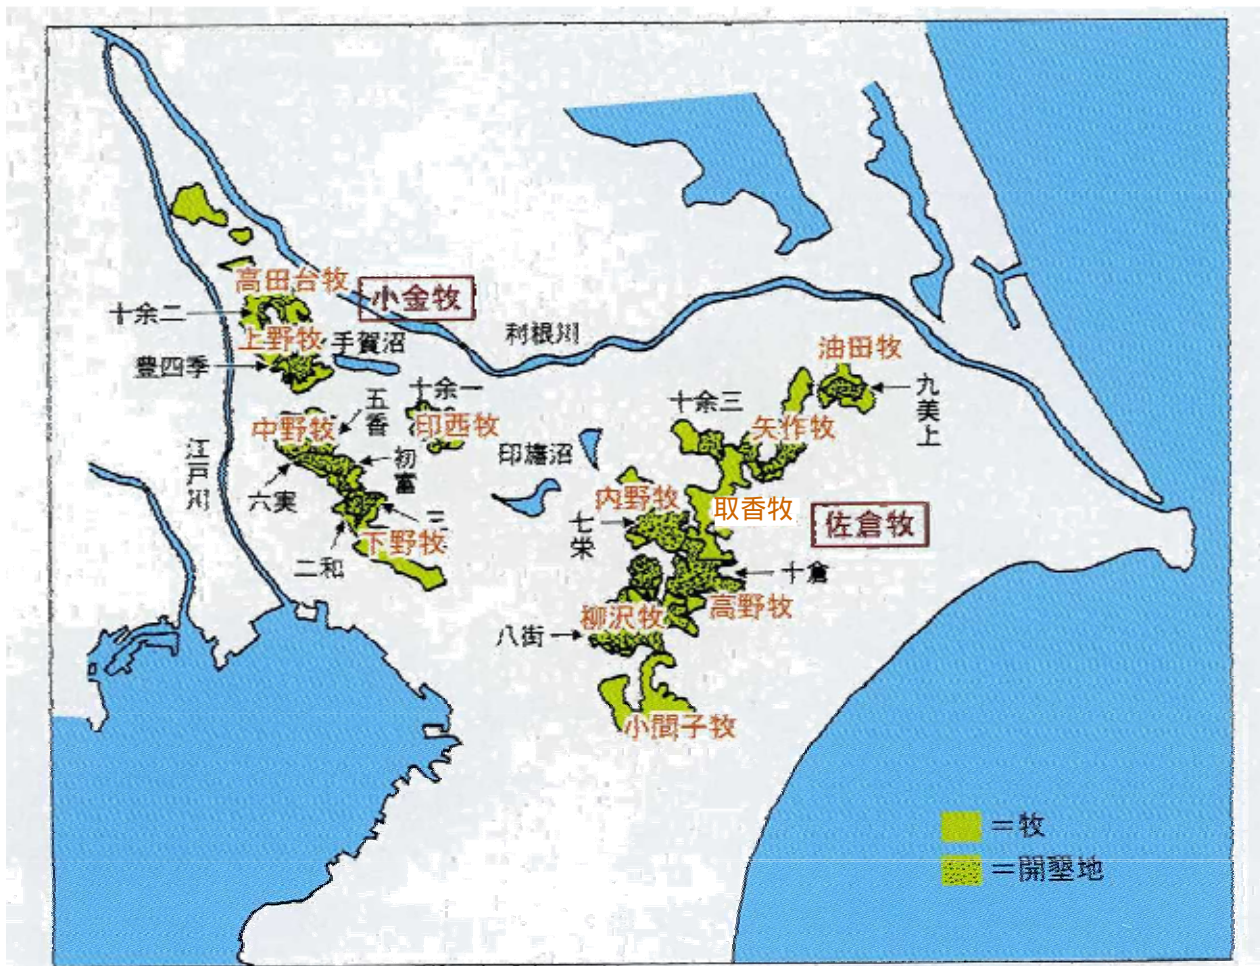 高田台牧
小金牧
十余二
上野牧
手賀沼
利根川
豊四季
油田牧
九美上
十余一
五香
十余三
中野牧
印西牧
矢作牧
江戸川
初富
印旛沼
六実
内野牧
取香牧
佐倉牧
三
七栄
下野牧
二和
十倉
柳沢牧
高野牧
八街
小間子牧
=牧
=開墾地